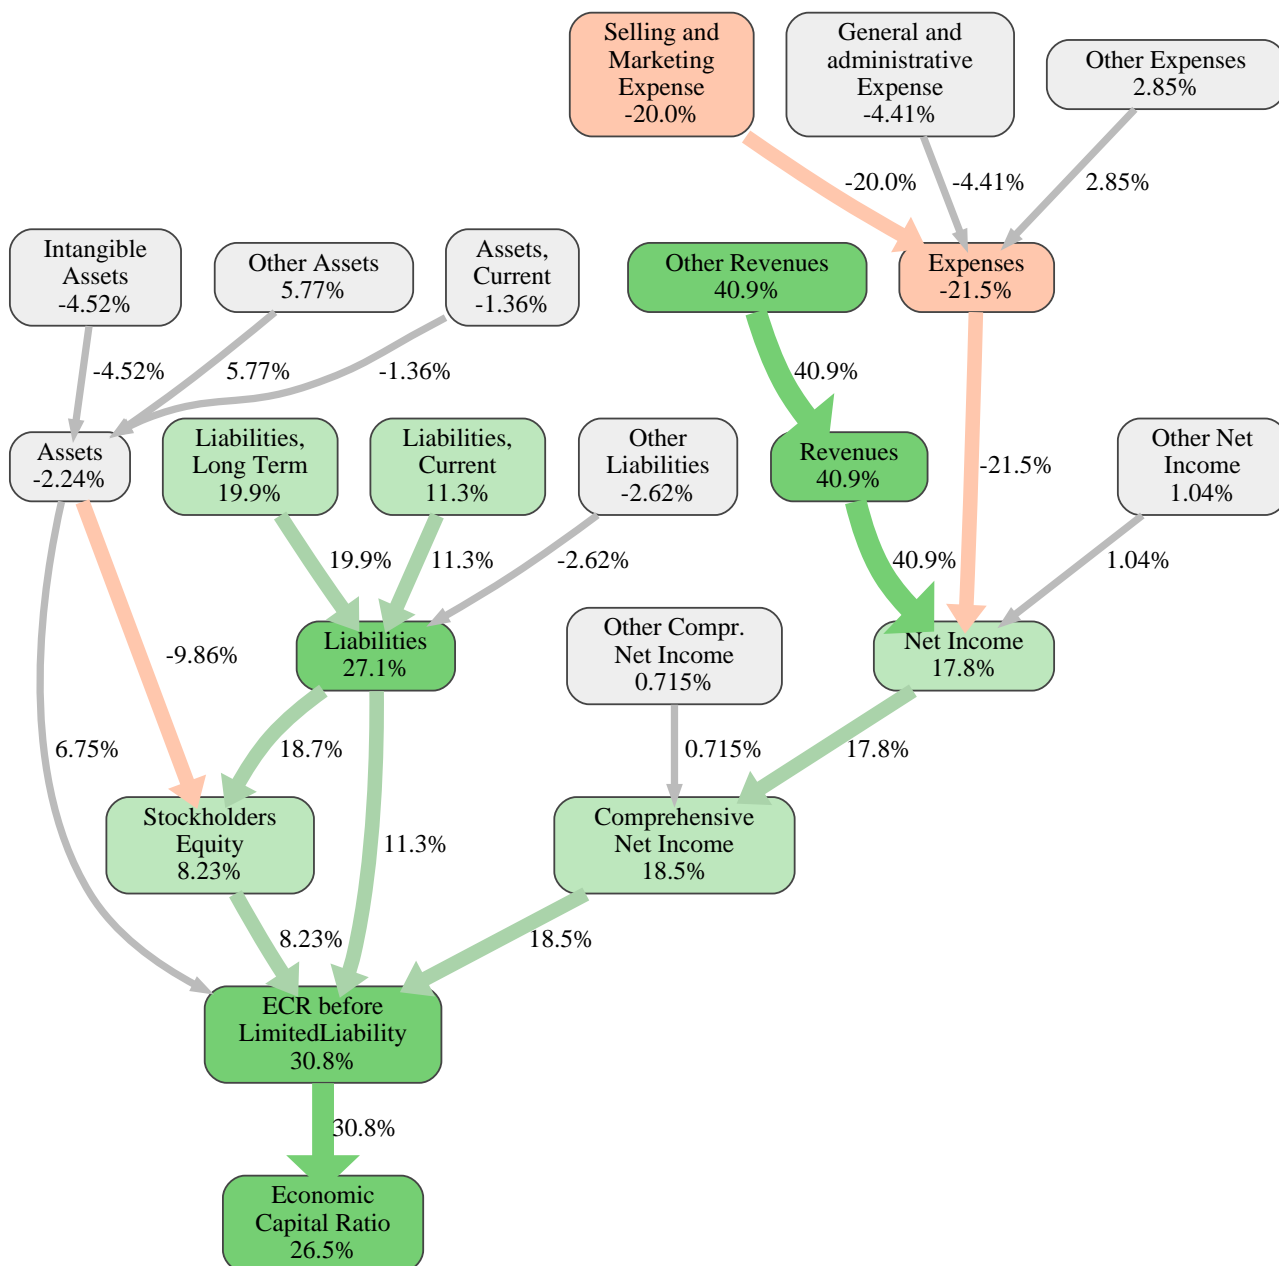 Selling and
Marketing
Expense
-20.0%
General and
administrative
Expense
-4.41%
Other Expenses
2.85%
-20.0%
-4.41%
2.85%
Intangible
Assets
-4.52%
Other Assets
5.77%
Assets,
Current
-1.36%
Other Revenues
40.9%
Expenses
-21.5%
-4.52%
5.77%
-1.36%
40.9%
Assets
-2.24%
Liabilities,
Long Term
19.9%
Liabilities,
Current
11.3%
Other
Liabilities
-2.62%
Revenues
40.9%
-21.5%
Other Net
Income
1.04%
19.9%
11.3%
-2.62%
40.9%
1.04%
-9.86%
Liabilities
27.1%
Other Compr.
Net Income
0.715%
Net Income
17.8%
6.75%
18.7%
0.715%
17.8%
Stockholders
Equity
8.23%
11.3%
Comprehensive
Net Income
18.5%
8.23%
18.5%
ECR before
LimitedLiability
30.8%
30.8%
Economic
Capital Ratio
26.5%